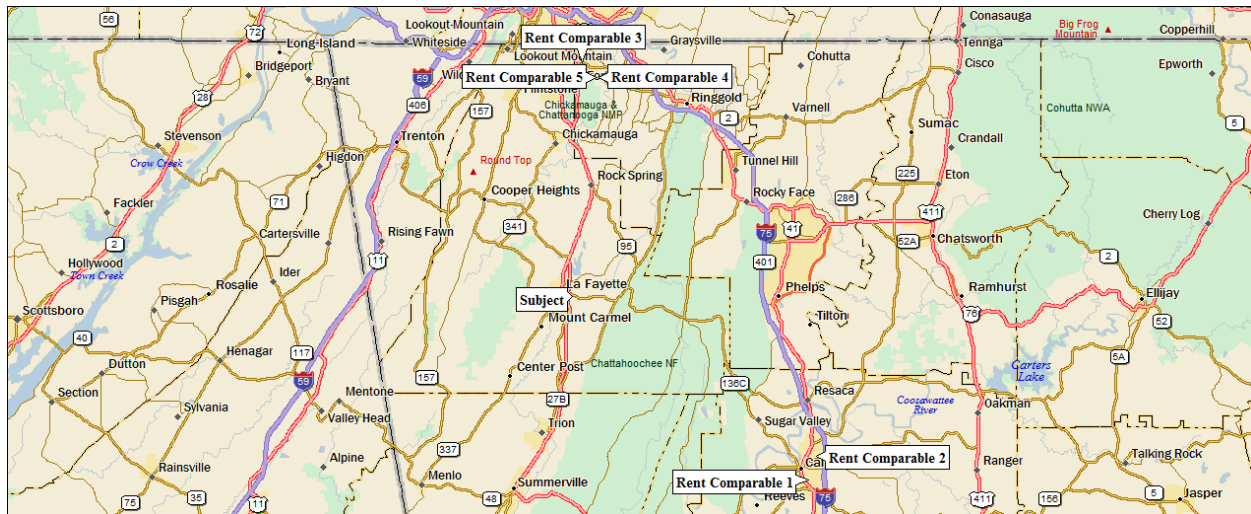 56
72
Lookout Mountain
Conasauga
Big Frog
Mountain
Copperhill
Long-Island
Whiteside
Rent Comparable 3
Graysville
Tennga
Bridgeport
Bryant
59
Lookout Mountain
Cohutta
Cisco
Epworth
Rent Comparable 5
Rent Comparable 4
28
406
157
Flintstone
Ringgold
Chickamauga &
Chattanooga NMP
2
Varnell
Cohutta NWA
5
Stevenson
Trenton
Chickamauga
Sumac
Crandall
Crow Creek
Higdon
Round Top
Tunnel Hill
Cooper Heights
Rock Spring
Rocky Face
225
Eton
71
286
Fackler
341
411
Cherry Log
Cartersville
Rising Fawn
95
75
41
52A
Chatsworth
2
11
401
2
Hollywood
Town Creek
Ider
La Fayette
Rosalie
Subject
Phelps
Ramhurst
Ellijay
Pisgah
Scottsboro
Mount Carmel
Tilton
76
52
40
117
Henagar
Chattahoochee NF
5A
Dutton
59
157
Center Post
136C
Carters
Lake
Section
Mentone
27B
Resaca
Coosawattee
River
Oakman
Sylvania
Valley Head
Trion
Sugar Valley
337
Rent Comparable 2
Rainsville
Alpine
Menlo
Ranger
Talking Rock
Rent Comparable 1
75
35
11
48
Summerville
Reeves
75
411
156
5
Jasper